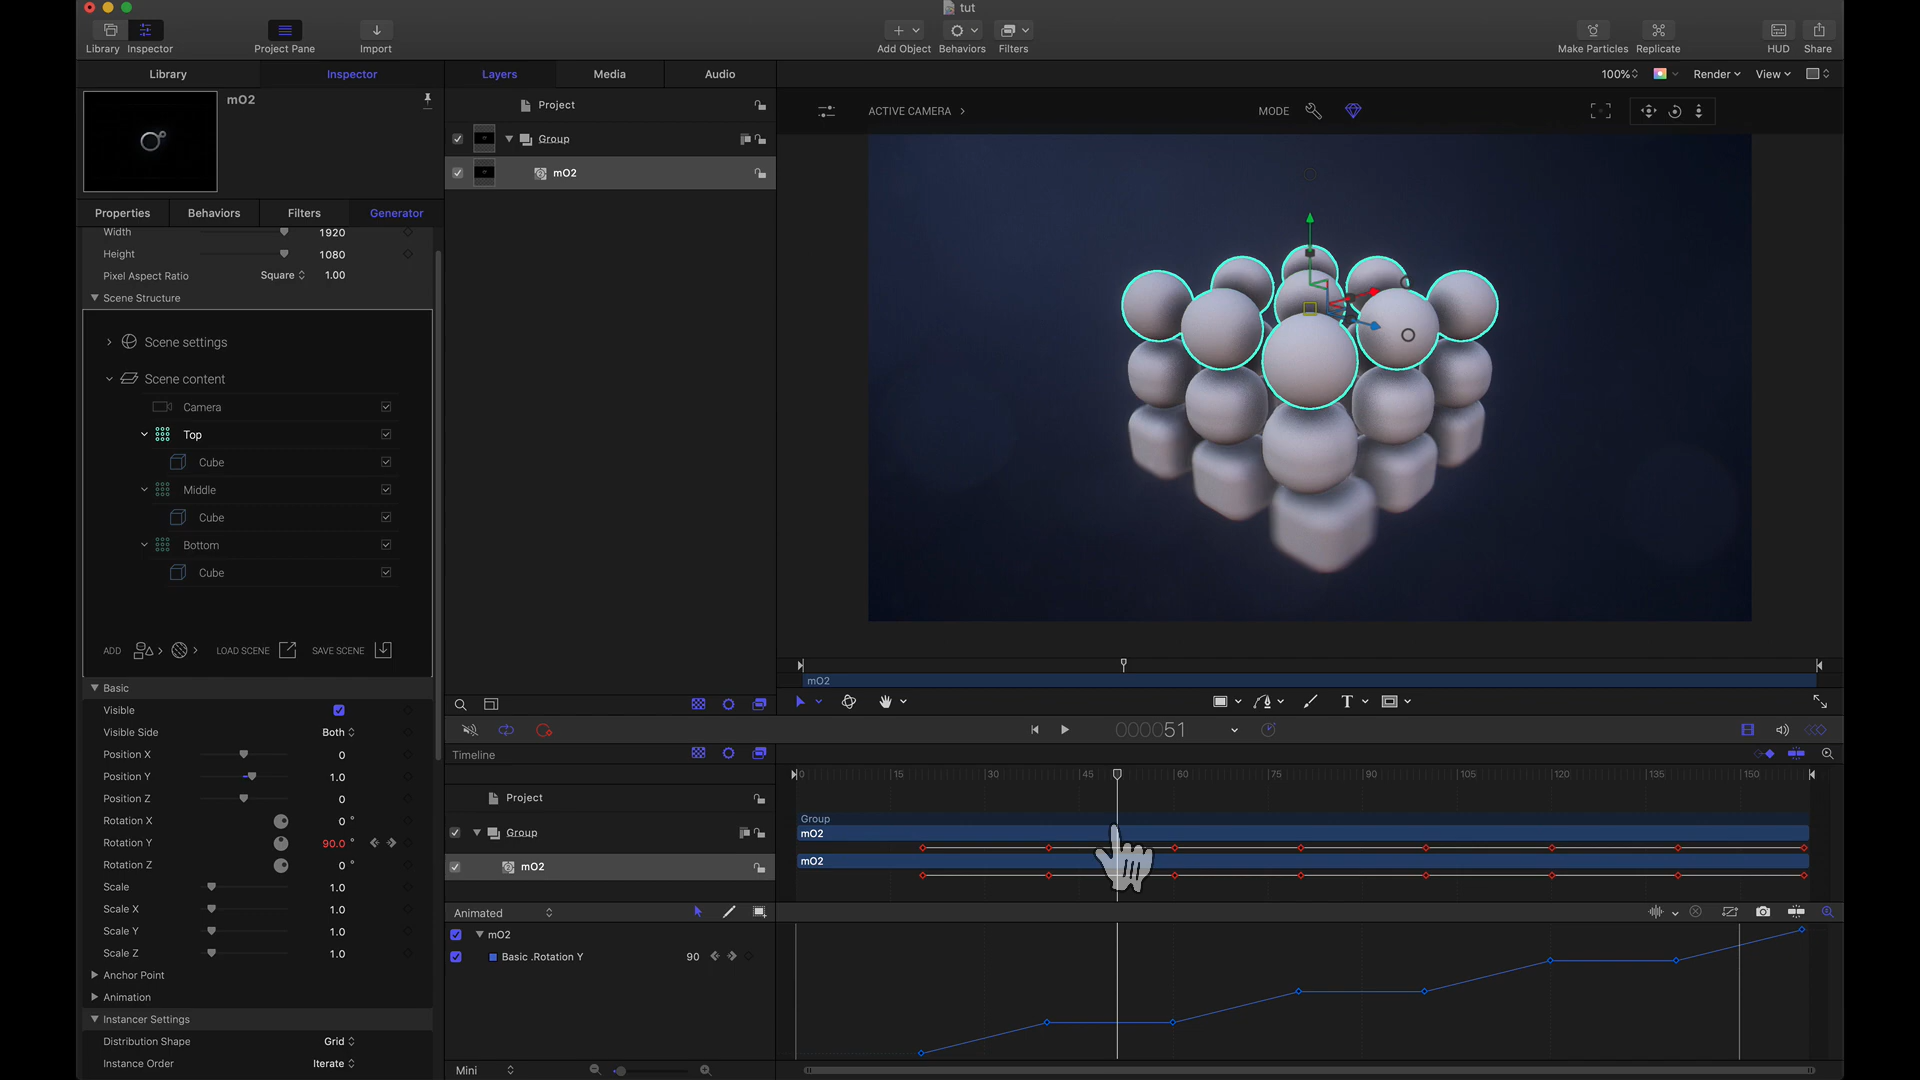 tut
Library
Inspector
Project Pane
Import
Add Object
Behaviors
Filters
Make Particles
Replicate
HUD
Share
Library
Inspector
Layers
Media
Audio
100%
Render
View
mO2
Project
Group
mO2
ACTIVE CAMERA
MODE
Properties
Behaviors
Filters
Generator
Width 1920
Height 1080
Pixel Aspect Ratio Square 1.00
Scene Structure
Scene settings
Scene content
Camera
Top
Cube
Middle
Cube
Bottom
Cube
ADD
LOAD SCENE
SAVE SCENE
Basic
Visible
Visible Side Both
Position X 0
Position Y 1.0
Position Z 0
Rotation X 0 °
Rotation Y 90.0 °
Rotation Z 0 °
Scale 1.0
Scale X 1.0
Scale Y 1.0
Scale Z 1.0
Anchor Point
Animation
Instancer Settings
Distribution Shape Grid
Instance Order Iterate
mO2
00000 51
Timeline
0 15 30 45 60 75 90 105 120 135 150
Project
Group
mO2
Group
mO2
mO2
Animated
mO2
Basic .Rotation Y 90
Mini